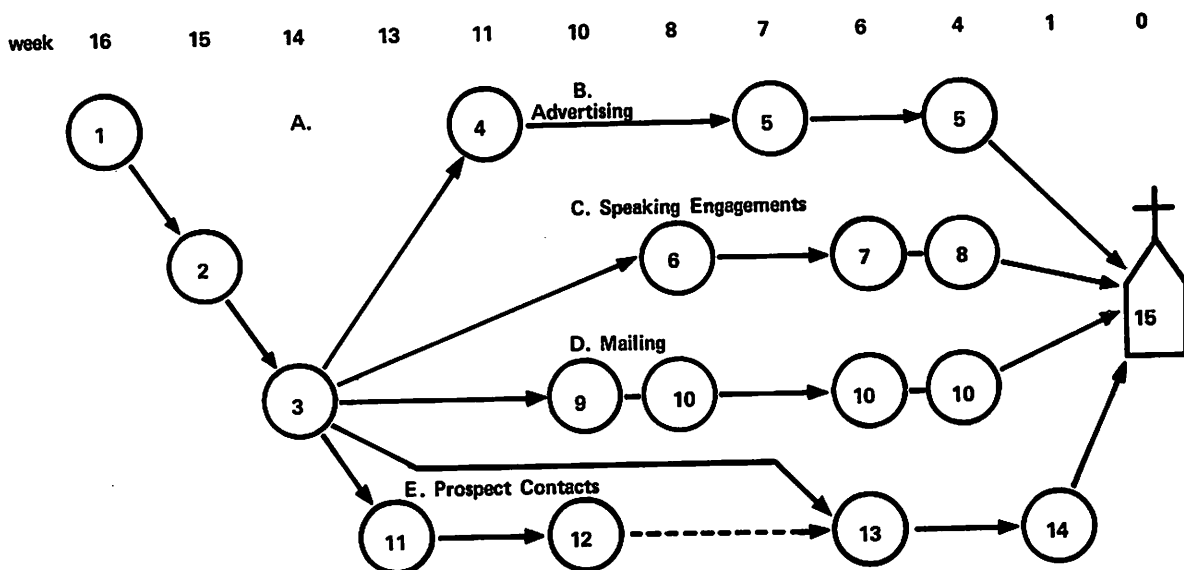 week 16 15 14 13 11 10 8 7 6 4 1 0
B.
1 A. 4 Advertising 5 5
C. Speaking Engagements
2 6 7 8
15
D. Mailing
3 9 10 10 10
E. Prospect Contacts
11 12 13 14